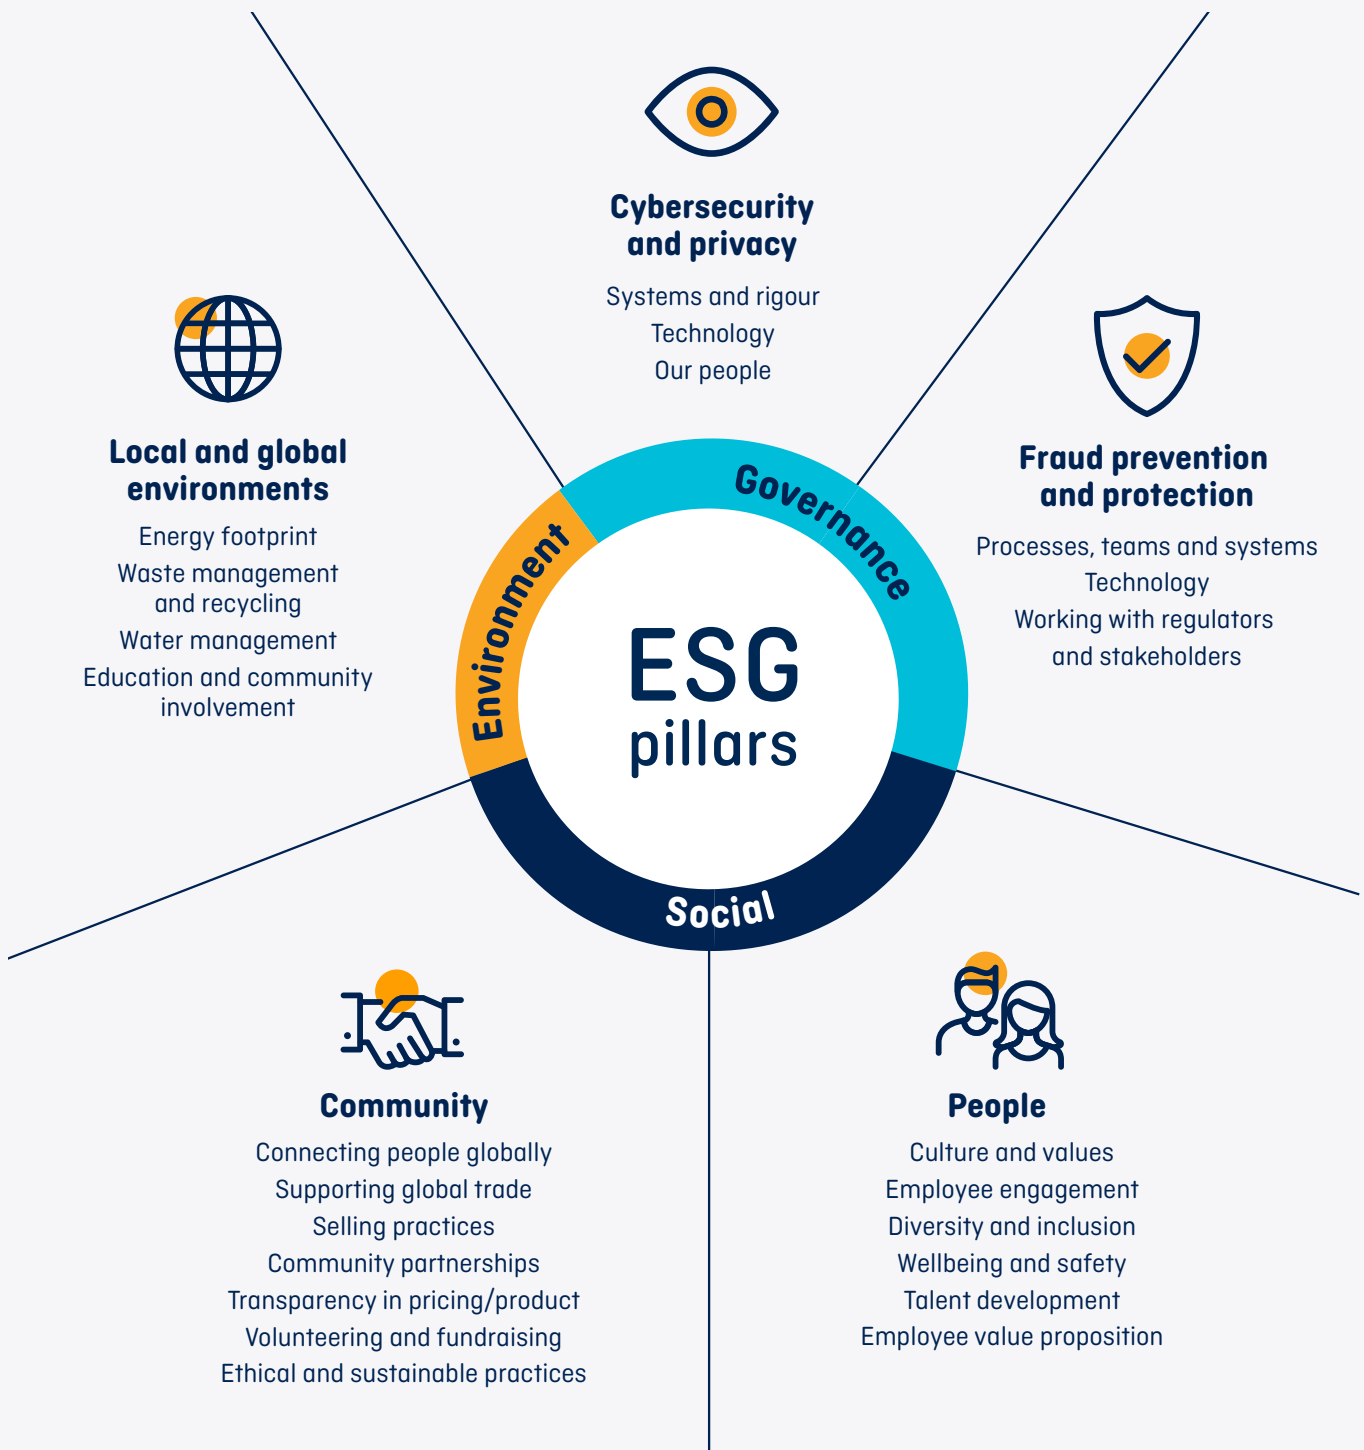 Cybersecurity
and privacy
Systems and rigour
Technology
Our people
Local and global
environments
Energy footprint
Waste management
and recycling
Water management
Education and community
involvement
Fraud prevention
and protection
Processes, teams and systems
Technology
Working with regulators
and stakeholders
Governance
Environment
ESG
pillars
Social
Community
Connecting people globally
Supporting global trade
Selling practices
Community partnerships
Transparency in pricing/product
Volunteering and fundraising
Ethical and sustainable practices
People
Culture and values
Employee engagement
Diversity and inclusion
Wellbeing and safety
Talent development
Employee value proposition